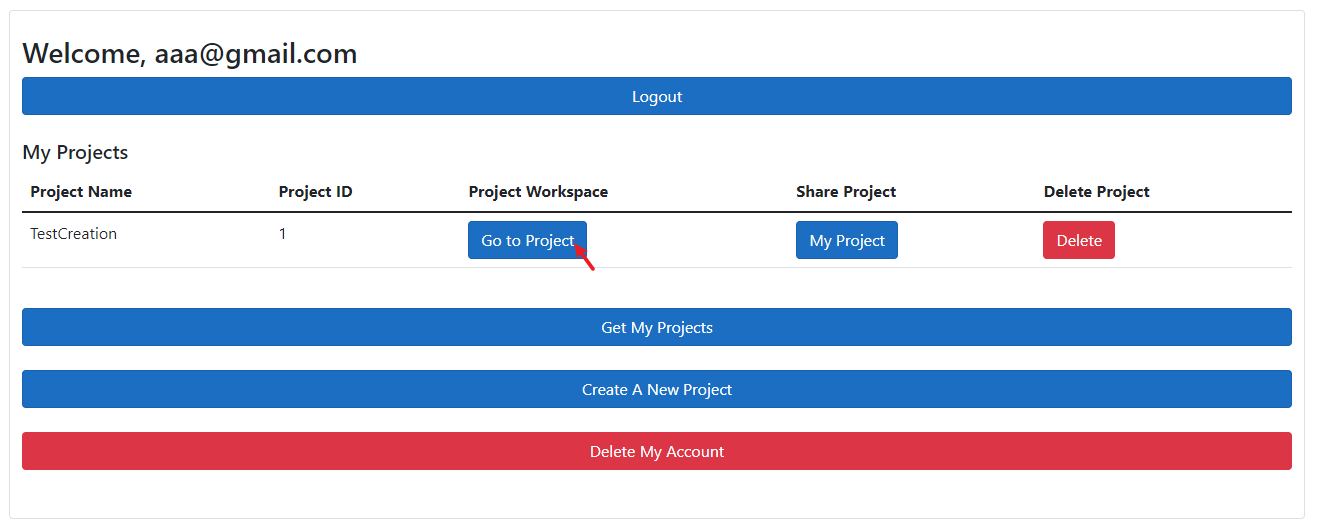 Welcome, aaa@gmail.com
Logout
My Projects
Project Name Project ID Project Workspace Share Project Delete Project
TestCreation 1 Go to Project My Project Delete
Get My Projects
Create A New Project
Delete My Account